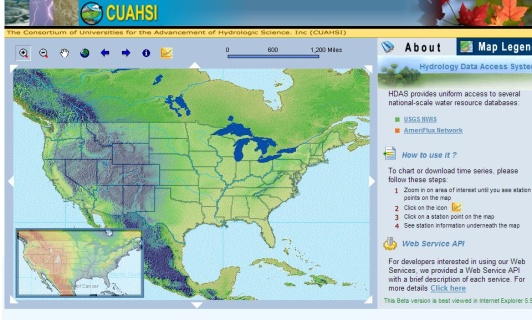 CUAHSI
The Consortium of Universities for the Advancement of Hydrologic Science, Inc (CUAHSI)
0 600 1,200 Miles
About
Map Legen
Hydrology Data Access Syste
HDAS provides uniform access to several
national-scale water resource databases:
USGS NWIS
AmeriFlux Network
How to use it ?
To chart or download time series, please
follow these steps:
1 Zoom in on area of interest until you see station
points on the map
2 Click on the icon
3 Click on a station point on the map
4 See station information underneath the map
Web Service API
For developers interested in using our Web
Services, we provided a Web Service API
with a brief description of each service. For
more details Click here
This Beta version is best viewed in Internet Explorer 5.5
of Cancer